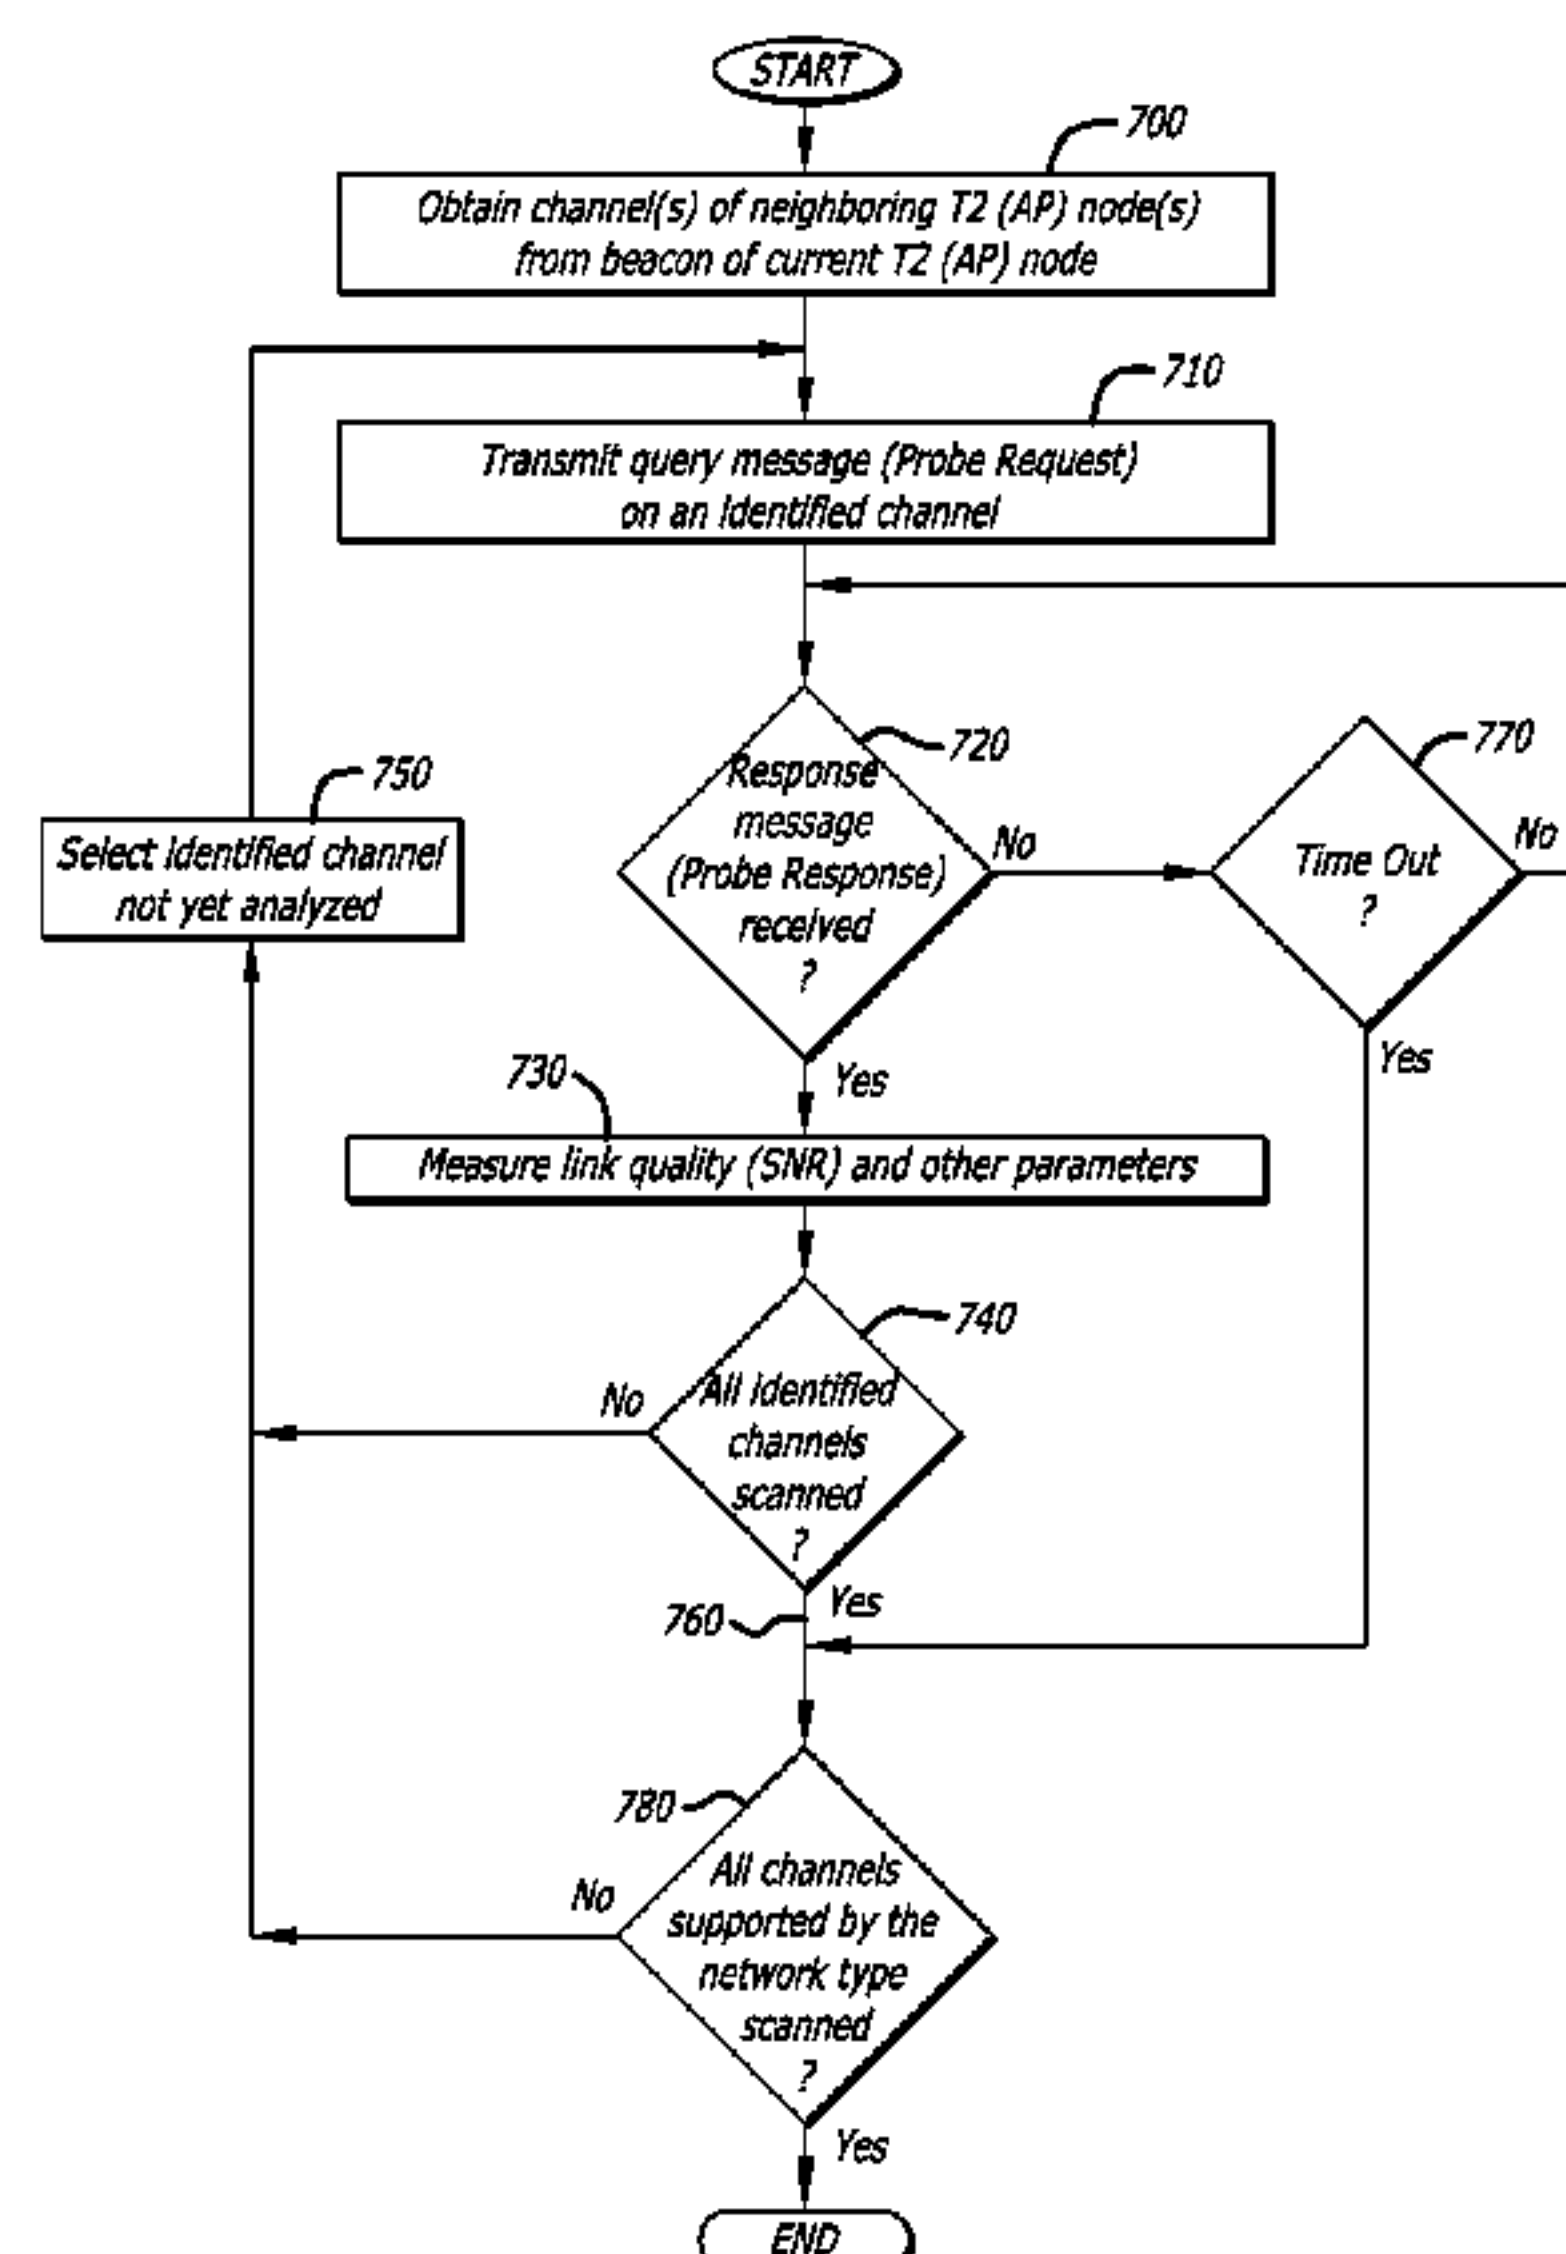 START
700
Obtain channel(s) of neighboring T2 (AP) node(s)
from beacon of current T2 (AP) node
710
Transmit query message (Probe Request)
on an identified channel
720
Response
message
(Probe Response)
received
?
No
Yes
770
Time Out
?
No
Yes
750
Select identified channel
not yet analyzed
730
Measure link quality (SNR) and other parameters
740
All identified
channels
scanned
?
No
Yes
760
780
All channels
supported by the
network type
scanned
?
No
Yes
END